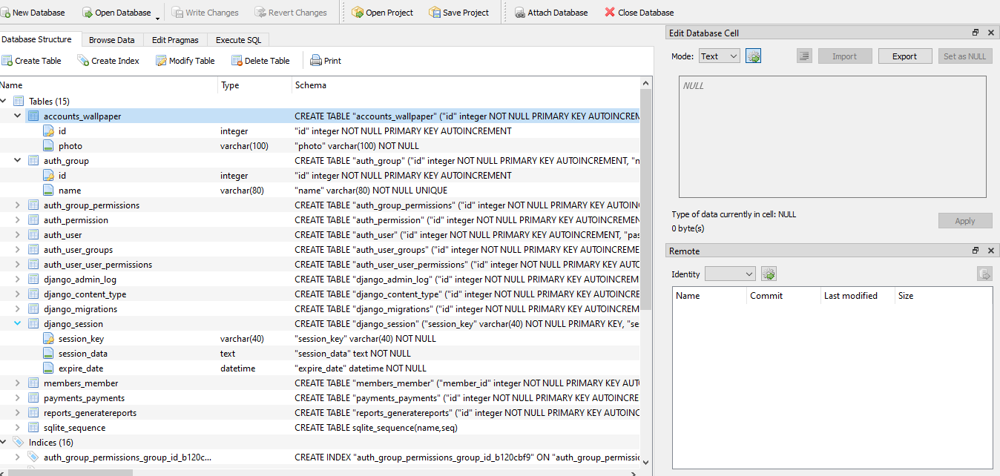 New Database Open Database Write Changes Revert Changes Open Project Save Project Attach Database Close Database
Database Structure Browse Data Edit Pragmas Execute SQL
Create Table Create Index Modify Table Delete Table Print
Name Type Schema
Tables (15)
accounts_wallpaper CREATE TABLE "accounts_wallpaper" ("id" integer NOT NULL PRIMARY KEY AUTOINCREM
id integer "id" integer NOT NULL PRIMARY KEY AUTOINCREMENT
photo varchar(100) "photo" varchar(100) NOT NULL
auth_group CREATE TABLE "auth_group" ("id" integer NOT NULL PRIMARY KEY AUTOINCREMENT, "n
id integer "id" integer NOT NULL PRIMARY KEY AUTOINCREMENT
name varchar(80) "name" varchar(80) NOT NULL UNIQUE
auth_group_permissions CREATE TABLE "auth_group_permissions" ("id" integer NOT NULL PRIMARY KEY AUTOIN
auth_permission CREATE TABLE "auth_permission" ("id" integer NOT NULL PRIMARY KEY AUTOINCREMEN
auth_user CREATE TABLE "auth_user" ("id" integer NOT NULL PRIMARY KEY AUTOINCREMENT, "pas
auth_user_groups CREATE TABLE "auth_user_groups" ("id" integer NOT NULL PRIMARY KEY AUTOINCREME
auth_user_user_permissions CREATE TABLE "auth_user_user_permissions" ("id" integer NOT NULL PRIMARY KEY AUTC
django_admin_log CREATE TABLE "django_admin_log" ("id" integer NOT NULL PRIMARY KEY AUTOINCREM
django_content_type CREATE TABLE "django_content_type" ("id" integer NOT NULL PRIMARY KEY AUTOINCRE
django_migrations CREATE TABLE "django_migrations" ("id" integer NOT NULL PRIMARY KEY AUTOINCREM
django_session CREATE TABLE "django_session" ("session_key" varchar(40) NOT NULL PRIMARY KEY, "se
session_key varchar(40) "session_key" varchar(40) NOT NULL
session_data text "session_data" text NOT NULL
expire_date datetime "expire_date" datetime NOT NULL
members_member CREATE TABLE "members_member" ("member_id" integer NOT NULL PRIMARY KEY AUT
payments_payments CREATE TABLE "payments_payments" ("id" integer NOT NULL PRIMARY KEY AUTOINCRE
reports_generatereports CREATE TABLE "reports_generatereports" ("id" integer NOT NULL PRIMARY KEY AUTOINC
sqlite_sequence CREATE TABLE sqlite_sequence(name,seq)
Indices (16)
auth_group_permissions_group_id_b120c... CREATE INDEX "auth_group_permissions_group_id_b120cbf9" ON "auth_group_permissi
Edit Database Cell
Mode: Text Import Export Set as NULL
NULL
Type of data currently in cell: NULL
0 byte(s)
Apply
Remote
Identity
Name Commit Last modified Size